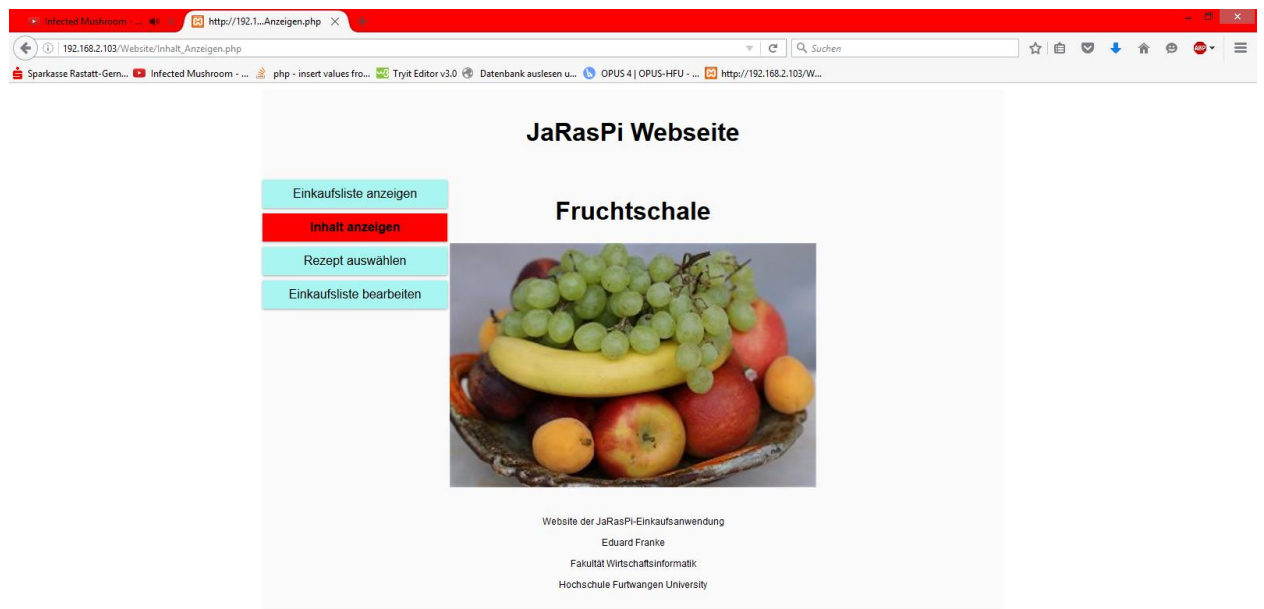 Infected Mushroom - ...
http://192.1...Anzeigen.php
192.168.2.103/Website/Inhalt_Anzeigen.php
Suchen
ABP
Sparkasse Rastatt-Gern... Infected Mushroom - ... php - insert values fro... Tryit Editor v3.0 Datenbank auslesen u... OPUS 4 | OPUS-HFU - ... http://192.168.2.103/W...
JaRasPi Webseite
Einkaufsliste anzeigen
Inhalt anzeigen
Rezept auswählen
Einkaufsliste bearbeiten
Fruchtschale
Website der JaRasPi-Einkaufsanwendung
Eduard Franke
Fakultät Wirtschaftsinformatik
Hochschule Furtwangen University